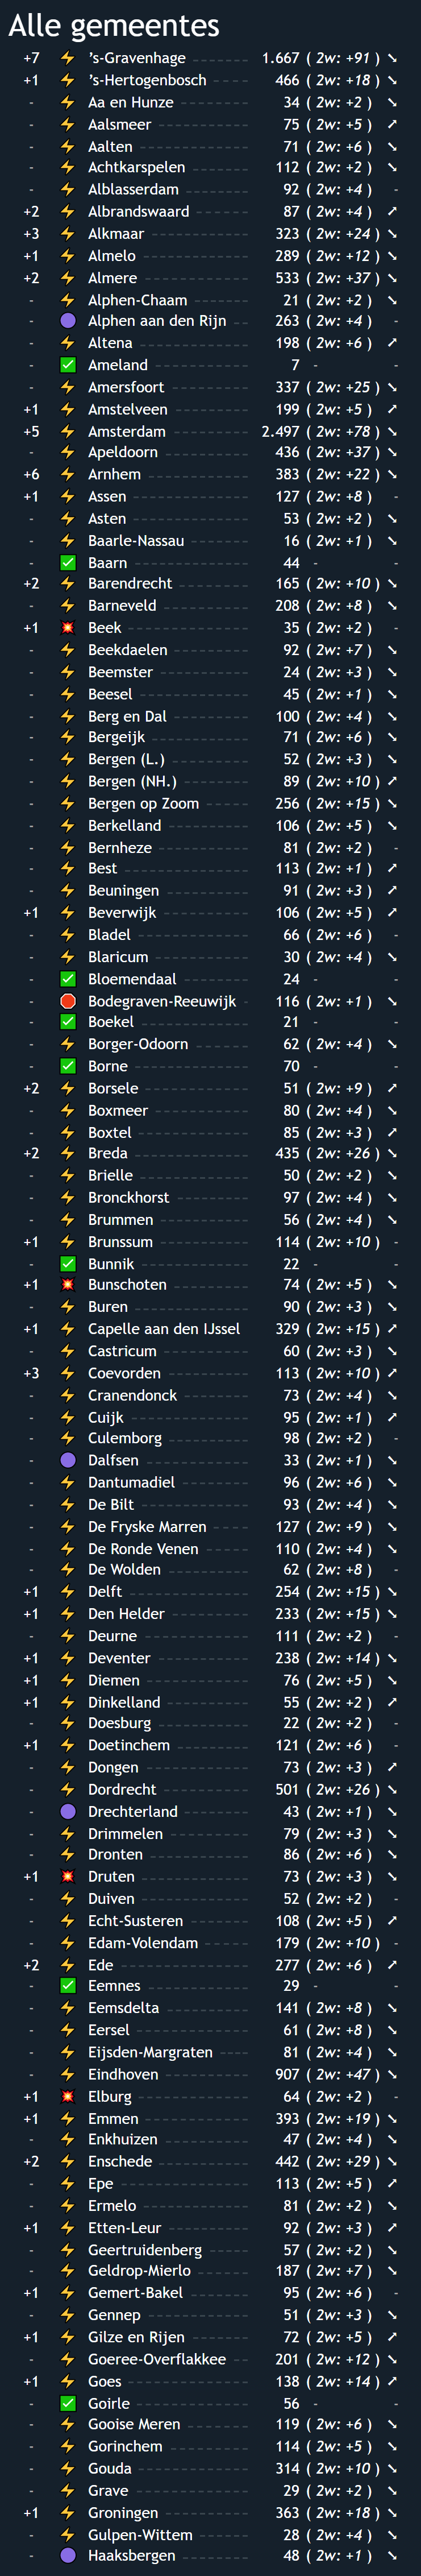 Alle gemeentes
+7 ⚡ ’s-Gravenhage 1.667 ( 2w: +91 ) ↘
+1 ⚡ ’s-Hertogenbosch 466 ( 2w: +18 ) ↘
- ⚡ Aa en Hunze 34 ( 2w: +2 ) ↘
- ⚡ Aalsmeer 75 ( 2w: +5 ) ↗
- ⚡ Aalten 71 ( 2w: +6 ) ↘
- ⚡ Achtkarspelen 112 ( 2w: +2 ) ↘
- ⚡ Alblasserdam 92 ( 2w: +4 ) -
+2 ⚡ Albrandswaard 87 ( 2w: +4 ) ↗
+3 ⚡ Alkmaar 323 ( 2w: +24 ) ↘
+1 ⚡ Almelo 289 ( 2w: +12 ) ↘
+2 ⚡ Almere 533 ( 2w: +37 ) ↘
- ⚡ Alphen-Chaam 21 ( 2w: +2 ) ↘
- 🟣 Alphen aan den Rijn 263 ( 2w: +4 ) -
- ⚡ Altena 198 ( 2w: +6 ) ↗
- ✅ Ameland 7 - -
- ⚡ Amersfoort 337 ( 2w: +25 ) ↘
+1 ⚡ Amstelveen 199 ( 2w: +5 ) ↗
+5 ⚡ Amsterdam 2.497 ( 2w: +78 ) ↘
- ⚡ Apeldoorn 436 ( 2w: +37 ) ↘
+6 ⚡ Arnhem 383 ( 2w: +22 ) ↘
+1 ⚡ Assen 127 ( 2w: +8 ) -
- ⚡ Asten 53 ( 2w: +2 ) ↘
- ⚡ Baarle-Nassau 16 ( 2w: +1 ) ↘
- ✅ Baarn 44 - -
+2 ⚡ Barendrecht 165 ( 2w: +10 ) ↘
- ⚡ Barneveld 208 ( 2w: +8 ) ↘
+1 💥 Beek 35 ( 2w: +2 ) -
- ⚡ Beekdaelen 92 ( 2w: +7 ) ↘
- ⚡ Beemster 24 ( 2w: +3 ) ↘
- ⚡ Beesel 45 ( 2w: +1 ) ↘
- ⚡ Berg en Dal 100 ( 2w: +4 ) ↘
- ⚡ Bergeijk 71 ( 2w: +6 ) ↘
- ⚡ Bergen (L.) 52 ( 2w: +3 ) ↘
- ⚡ Bergen (NH.) 89 ( 2w: +10 ) ↗
- ⚡ Bergen op Zoom 256 ( 2w: +15 ) ↘
- ⚡ Berkelland 106 ( 2w: +5 ) ↘
- ⚡ Bernheze 81 ( 2w: +2 ) -
- ⚡ Best 113 ( 2w: +1 ) ↗
- ⚡ Beuningen 91 ( 2w: +3 ) ↗
+1 ⚡ Beverwijk 106 ( 2w: +5 ) ↗
- ⚡ Bladel 66 ( 2w: +6 ) -
- ⚡ Blaricum 30 ( 2w: +4 ) ↘
- ✅ Bloemendaal 24 - -
- 🛑 Bodegraven-Reeuwijk 116 ( 2w: +1 ) ↘
- ✅ Boekel 21 - -
- ⚡ Borger-Odoorn 62 ( 2w: +4 ) ↘
- ✅ Borne 70 - -
+2 ⚡ Borsele 51 ( 2w: +9 ) ↗
- ⚡ Boxmeer 80 ( 2w: +4 ) ↘
- ⚡ Boxtel 85 ( 2w: +3 ) ↗
+2 ⚡ Breda 435 ( 2w: +26 ) ↘
- ⚡ Brielle 50 ( 2w: +2 ) ↘
- ⚡ Bronckhorst 97 ( 2w: +4 ) ↘
- ⚡ Brummen 56 ( 2w: +4 ) ↘
+1 ⚡ Brunssum 114 ( 2w: +10 ) -
- ✅ Bunnik 22 - -
+1 💥 Bunschoten 74 ( 2w: +5 ) ↘
- ⚡ Buren 90 ( 2w: +3 ) ↘
+1 ⚡ Capelle aan den IJssel 329 ( 2w: +15 ) ↗
- ⚡ Castricum 60 ( 2w: +3 ) ↘
+3 ⚡ Coevorden 113 ( 2w: +10 ) ↗
- ⚡ Cranendonck 73 ( 2w: +4 ) ↘
- ⚡ Cuijk 95 ( 2w: +1 ) ↗
- ⚡ Culemborg 98 ( 2w: +2 ) -
- 🟣 Dalfsen 33 ( 2w: +1 ) ↘
- ⚡ Dantumadiel 96 ( 2w: +6 ) ↘
- ⚡ De Bilt 93 ( 2w: +4 ) ↘
- ⚡ De Fryske Marren 127 ( 2w: +9 ) ↘
- ⚡ De Ronde Venen 110 ( 2w: +4 ) ↘
- ⚡ De Wolden 62 ( 2w: +8 ) -
+1 ⚡ Delft 254 ( 2w: +15 ) ↘
+1 ⚡ Den Helder 233 ( 2w: +15 ) ↘
- ⚡ Deurne 111 ( 2w: +2 ) -
+1 ⚡ Deventer 238 ( 2w: +14 ) ↘
+1 ⚡ Diemen 76 ( 2w: +5 ) ↘
+1 ⚡ Dinkelland 55 ( 2w: +2 ) ↗
- ⚡ Doesburg 22 ( 2w: +2 ) -
+1 ⚡ Doetinchem 121 ( 2w: +6 ) -
- ⚡ Dongen 73 ( 2w: +3 ) ↗
- ⚡ Dordrecht 501 ( 2w: +26 ) ↘
- 🟣 Drechterland 43 ( 2w: +1 ) ↘
- ⚡ Drimmelen 79 ( 2w: +3 ) ↘
- ⚡ Dronten 86 ( 2w: +6 ) ↘
+1 💥 Druten 73 ( 2w: +3 ) ↘
- ⚡ Duiven 52 ( 2w: +2 ) -
- ⚡ Echt-Susteren 108 ( 2w: +5 ) ↗
- ⚡ Edam-Volendam 179 ( 2w: +10 ) -
+2 ⚡ Ede 277 ( 2w: +6 ) ↗
- ✅ Eemnes 29 - -
- ⚡ Eemsdelta 141 ( 2w: +8 ) ↘
- ⚡ Eersel 61 ( 2w: +8 ) ↘
- ⚡ Eijsden-Margraten 81 ( 2w: +4 ) ↘
- ⚡ Eindhoven 907 ( 2w: +47 ) ↘
+1 💥 Elburg 64 ( 2w: +2 ) -
+1 ⚡ Emmen 393 ( 2w: +19 ) ↘
- ⚡ Enkhuizen 47 ( 2w: +4 ) ↘
+2 ⚡ Enschede 442 ( 2w: +29 ) ↘
- ⚡ Epe 113 ( 2w: +5 ) ↗
- ⚡ Ermelo 81 ( 2w: +2 ) ↘
+1 ⚡ Etten-Leur 92 ( 2w: +3 ) ↗
- ⚡ Geertruidenberg 57 ( 2w: +2 ) ↘
- ⚡ Geldrop-Mierlo 187 ( 2w: +7 ) ↘
+1 ⚡ Gemert-Bakel 95 ( 2w: +6 ) -
- ⚡ Gennep 51 ( 2w: +3 ) ↘
+1 ⚡ Gilze en Rijen 72 ( 2w: +5 ) ↗
- ⚡ Goeree-Overflakkee 201 ( 2w: +12 ) ↘
+1 ⚡ Goes 138 ( 2w: +14 ) ↗
- ✅ Goirle 56 - -
- ⚡ Gooise Meren 119 ( 2w: +6 ) ↘
- ⚡ Gorinchem 114 ( 2w: +5 ) ↘
- ⚡ Gouda 314 ( 2w: +10 ) ↘
- ⚡ Grave 29 ( 2w: +2 ) ↘
+1 ⚡ Groningen 363 ( 2w: +18 ) ↘
- ⚡ Gulpen-Wittem 28 ( 2w: +4 ) ↘
- 🟣 Haaksbergen 48 ( 2w: +1 ) ↘